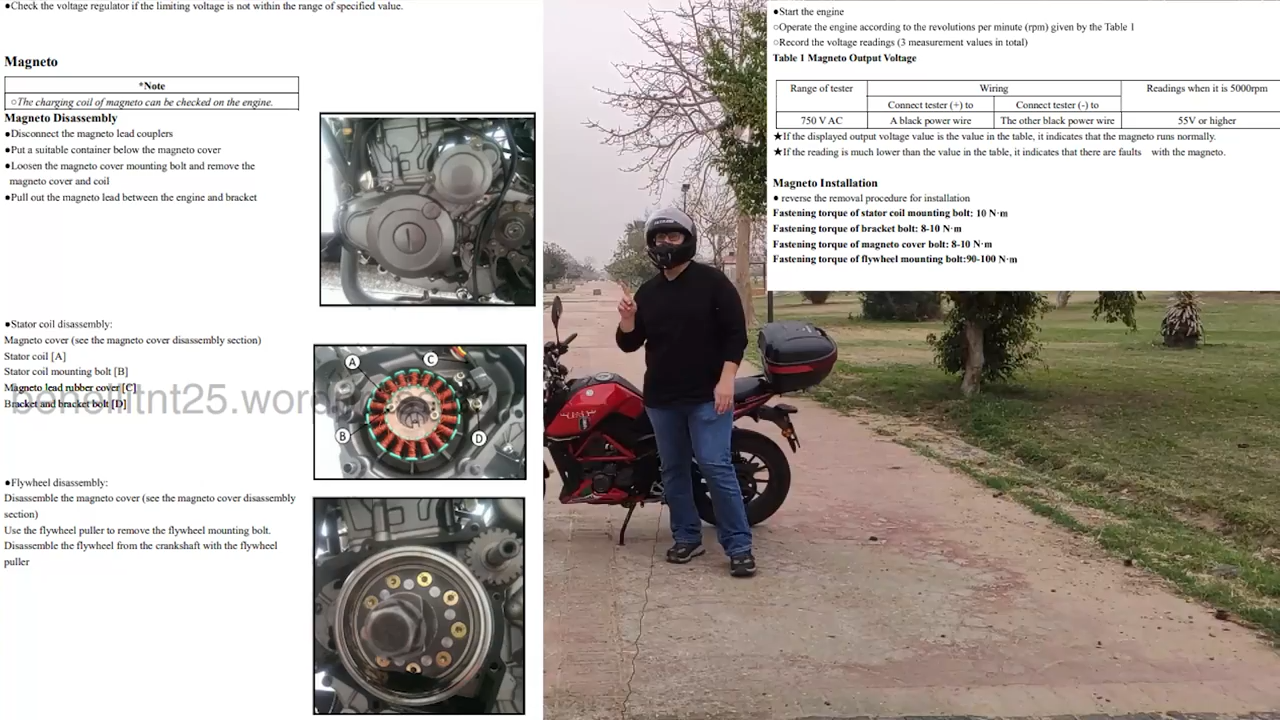 ●Check the voltage regulator if the limiting voltage is not within the range of specified value.
Magneto
*Note
○The charging coil of magneto can be checked on the engine.
Magneto Disassembly
●Disconnect the magneto lead couplers
●Put a suitable container below the magneto cover
●Loosen the magneto cover mounting bolt and remove the
magneto cover and coil
●Pull out the magneto lead between the engine and bracket
●Stator coil disassembly:
Magneto cover (see the magneto cover disassembly section)
Stator coil [A]
Stator coil mounting bolt [B]
Magneto lead rubber cover [C]
Bracket and bracket bolt [D]
A
C
B
D
●Flywheel disassembly:
Disassemble the magneto cover (see the magneto cover disassembly
section)
Use the flywheel puller to remove the flywheel mounting bolt.
Disassemble the flywheel from the crankshaft with the flywheel
puller
●Start the engine
○Operate the engine according to the revolutions per minute (rpm) given by the Table 1
○Record the voltage readings (3 measurement values in total)
Table 1 Magneto Output Voltage
Range of tester Wiring Readings when it is 5000rpm
Connect tester (+) to Connect tester (-) to
750 V AC A black power wire The other black power wire 55V or higher
★If the displayed output voltage value is the value in the table, it indicates that the magneto runs normally.
★If the reading is much lower than the value in the table, it indicates that there are faults with the magneto.
Magneto Installation
● reverse the removal procedure for installation
Fastening torque of stator coil mounting bolt: 10 N·m
Fastening torque of bracket bolt: 8-10 N·m
Fastening torque of magneto cover bolt: 8-10 N·m
Fastening torque of flywheel mounting bolt:90-100 N·m